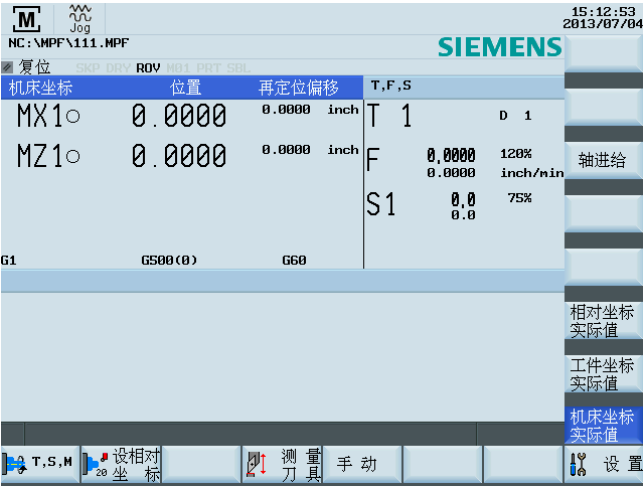 M
Jog
15:12:53
2013/07/04
NC:\MPF\111.MPF
SIEMENS
复位 SKP DRY ROV M01 PRT SBL
机床坐标 位置 再定位偏移 T,F,S
MX1 0.0000 0.0000 inch T 1 D 1
MZ1 0.0000 0.0000 inch F 0.0000 120%
0.0000 inch/min
S1 0.0 75%
0.0
G1 G500(0) G60
轴进给
相对坐标
实际值
工件坐标
实际值
机床坐标
实际值
T,S,M
设相对
坐 标
20
测 量
刀 具
手 动
设 置